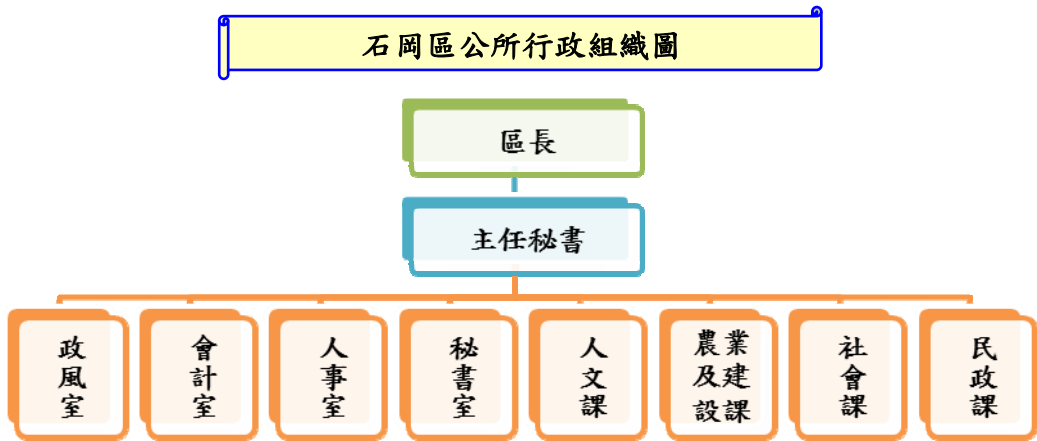 石岡區公所行政組織圖
區長
主任秘書
政風室
會計室
人事室
秘書室
人文課
農業
及建
設課
社會課
民政課